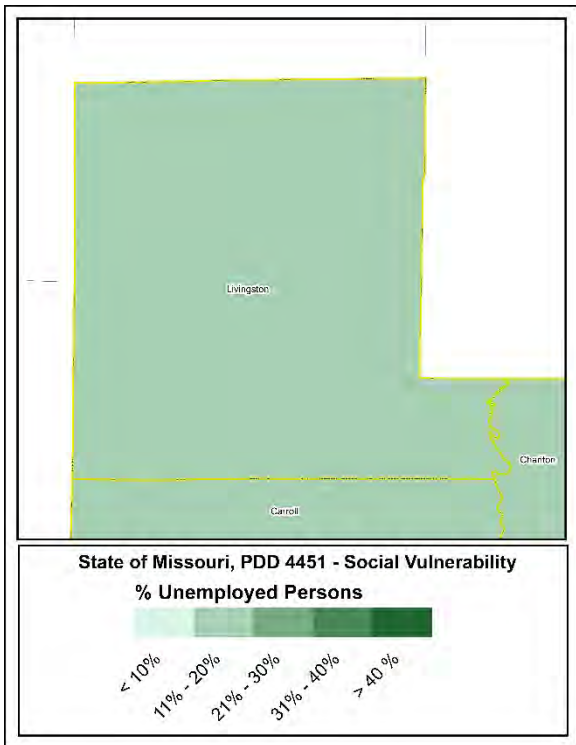 Livingston
Chariton
Carroll
State of Missouri, PDD 4451 - Social Vulnerability
% Unemployed Persons
< 10%
11% - 20%
21% - 30%
31% - 40%
> 40 %